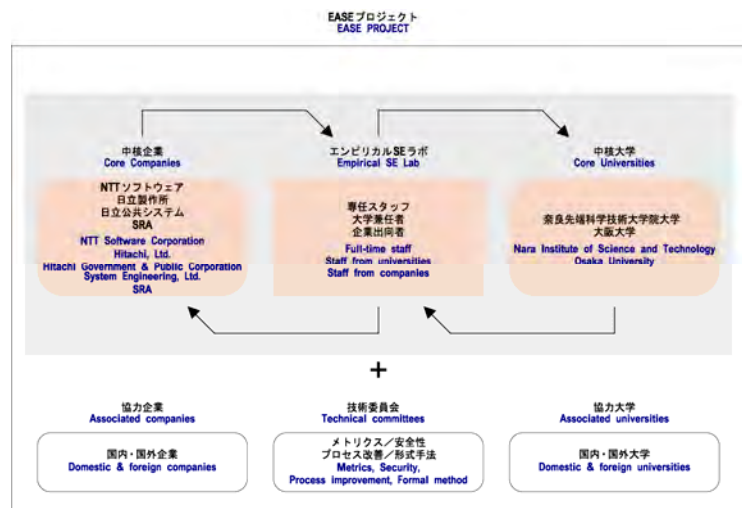 EASEプロジェクト
EASE PROJECT
中核企業
Core Companies
エンピリカルSEラボ
Empirical SE Lab
中核大学
Core Universities
NTTソフトウェア
日立製作所
日立公共システム
SRA
NTT Software Corporation
Hitachi, Ltd.
Hitachi Government & Public Corporation
System Engineering, Ltd.
SRA
専任スタッフ
大学兼任者
企業出向者
Full-time staff
Staff from universities
Staff from companies
奈良先端科学技術大学院大学
大阪大学
Nara Institute of Science and Technology
Osaka University
+
協力企業
Associated companies
技術委員会
Technical committees
協力大学
Associated universities
国内・国外企業
Domestic & foreign companies
メトリクス／安全性
プロセス改善／形式手法
Metrics, Security,
Process improvement, Formal method
国内・国外大学
Domestic & foreign universities